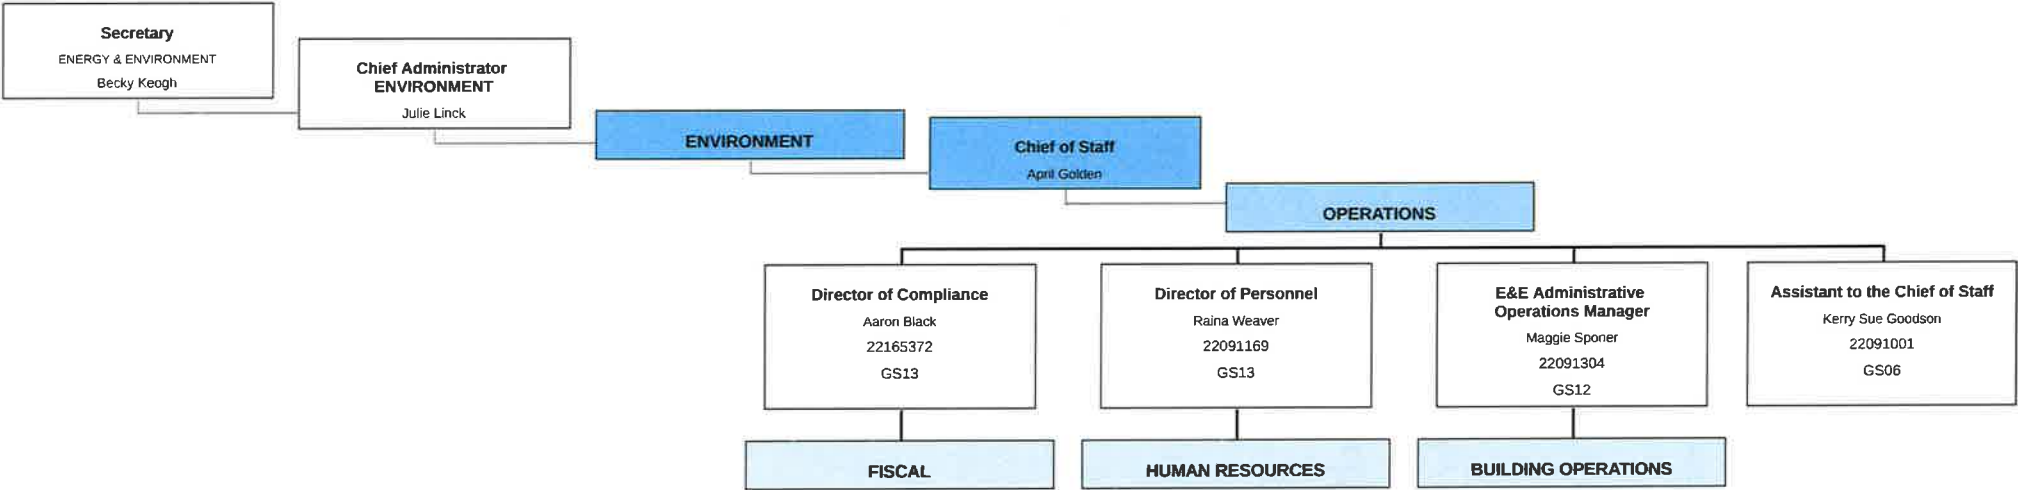 Secretary
ENERGY & ENVIRONMENT
Becky Keogh
Chief Administrator
ENVIRONMENT
Julie Linck
ENVIRONMENT
Chief of Staff
April Golden
OPERATIONS
Director of Compliance
Aaron Black
22165372
GS13
Director of Personnel
Raina Weaver
22091169
GS13
E&E Administrative
Operations Manager
Maggie Sponer
22091304
GS12
Assistant to the Chief of Staff
Kerry Sue Goodson
22091001
GS06
FISCAL
HUMAN RESOURCES
BUILDING OPERATIONS